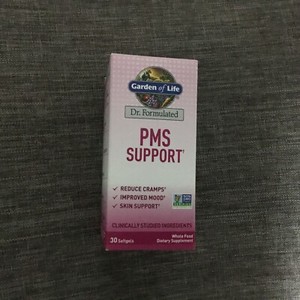 Garden of Life
Dr. Formulated
PMS
SUPPORT†
✓ REDUCE CRAMPS†
✓ IMPROVED MOOD†
✓ SKIN SUPPORT†
CLINICALLY STUDIED INGREDIENTS
30 Softgels
Whole Food
Dietary Supplement